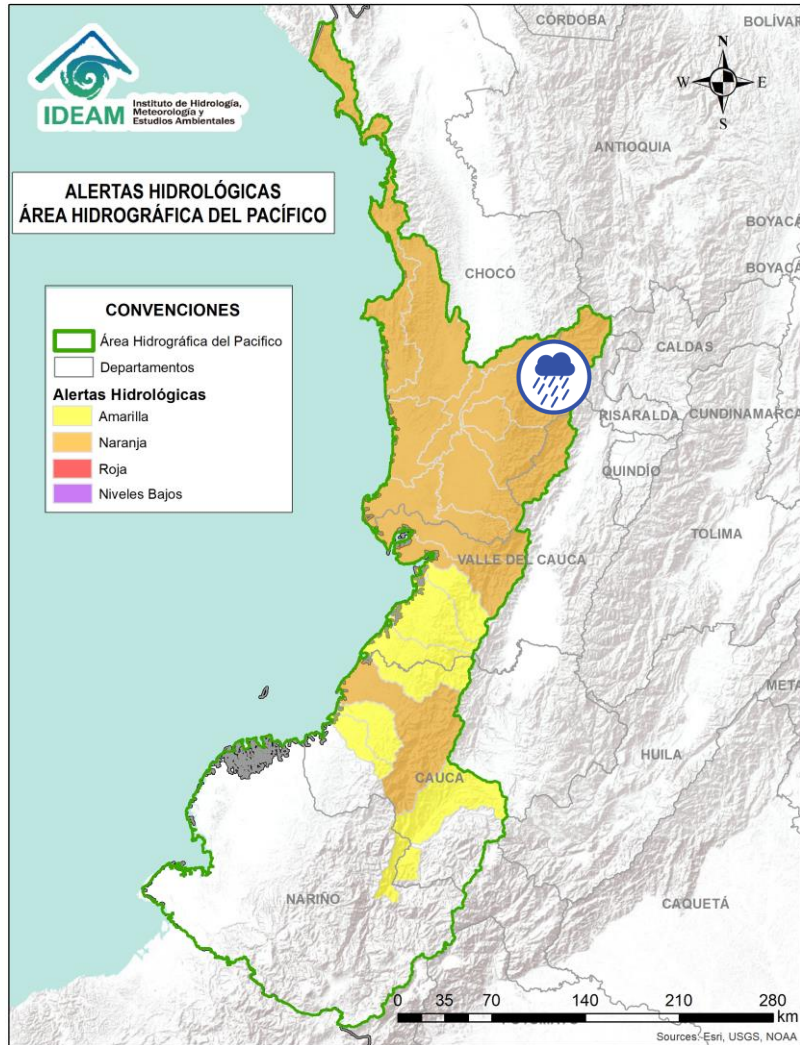 IDEAM
Instituto de Hidrología,
Meteorología y
Estudios Ambientales
ALERTAS HIDROLÓGICAS
ÁREA HIDROGRÁFICA DEL PACÍFICO
CONVENCIONES
Área Hidrográfica del Pacifico
Departamentos
Alertas Hidrológicas
Amarilla
Naranja
Roja
Niveles Bajos
N
W E
S
CÓRDOBA
BOLÍVAR
ANTIOQUIA
BOYACÁ
CHOCÓ
BOYACÁ
CALDAS
RISARALDA
CUNDINAMARCA
QUINDÍO
TOLIMA
VALLE DEL CAUCA
META
HUILA
CAUCA
NARIÑO
CAQUETÁ
0 35 70 140 210 280
km
Sources: Esri, USGS, NOAA